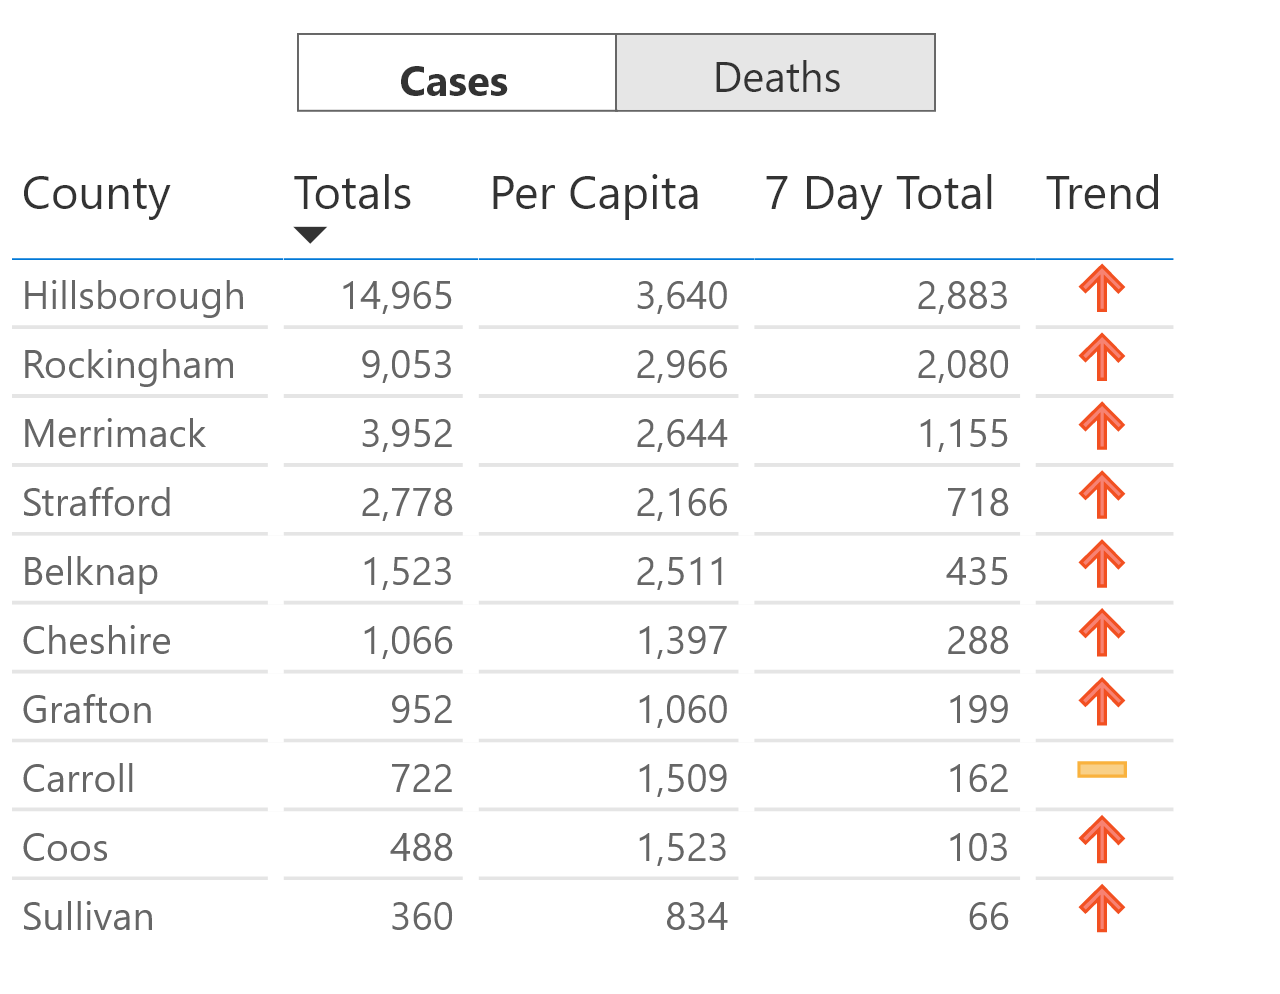 Cases Deaths
County Totals Per Capita 7 Day Total Trend
Hillsborough 14,965 3,640 2,883
Rockingham 9,053 2,966 2,080
Merrimack 3,952 2,644 1,155
Strafford 2,778 2,166 718
Belknap 1,523 2,511 435
Cheshire 1,066 1,397 288
Grafton 952 1,060 199
Carroll 722 1,509 162
Coos 488 1,523 103
Sullivan 360 834 66